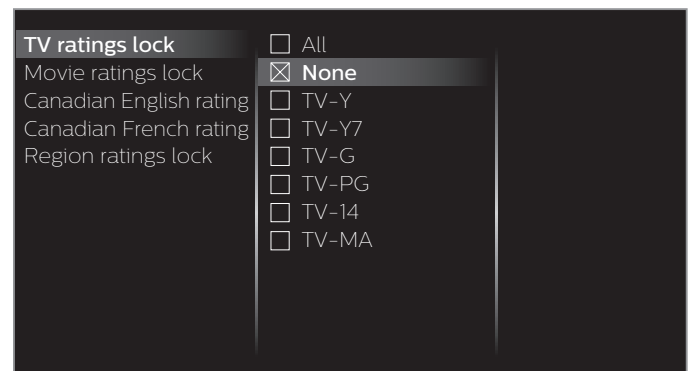 TV ratings lock
Movie ratings lock
Canadian English rating
Canadian French rating
Region ratings lock
All
None
TV-Y
TV-Y7
TV-G
TV-PG
TV-14
TV-MA